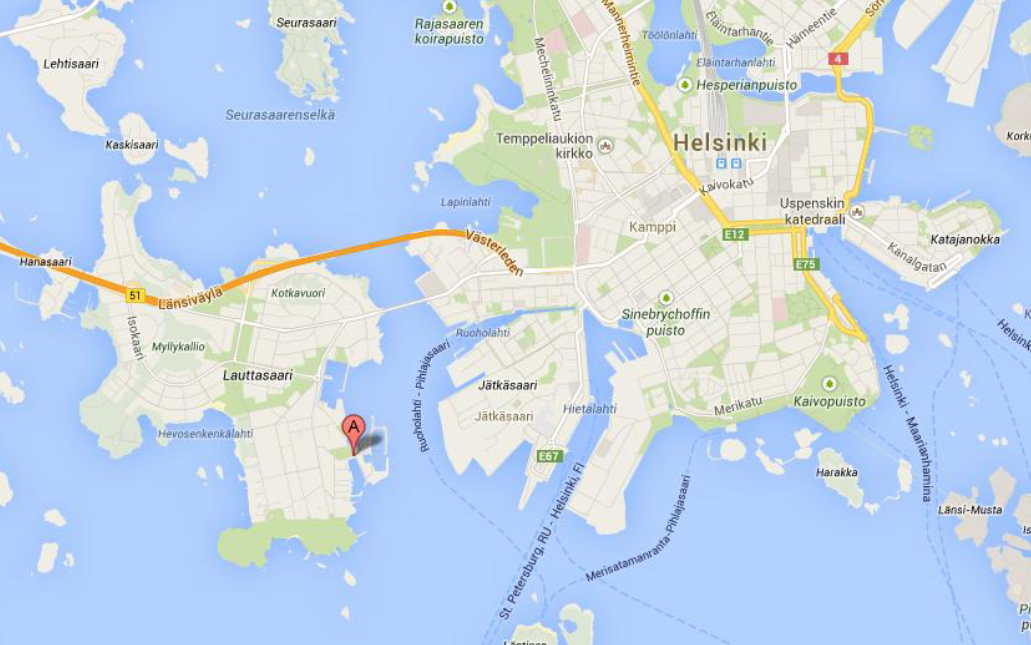 Seurasaari
Rajasaaren
koirapuisto
Lehtisaari
Seurasaarenselkä
Kaskisaari
Mechelininkatu
Mannerheimintie
Töölönlahti
Eläintarhantie
Hämeentie
Eläintarhanlahti
4
Hesperianpuisto
Temppeliaukion
kirkko
Helsinki
Kaivokatu
Lapinlahti
Kamppi
Uspenskin
katedraali
E12
E75
Katajanokka
Kanalgatan
Hanasaari
51
Länsiväylä
Västerleden
Kotkavuori
Isokaari
Myllykallio
Lauttasaari
Hevosenkenkälahti
A
Ruoholahti
Ruoholahti - Pihlajasaari
Sinebrychoffin
puisto
Jätkäsaari
Jätkäsaari
Hietalahti
E67
Merikatu
Kaivopuisto
Helsinki - Maarianhamina
Harakka
Länsi-Musta
St. Petersburg, RU - Helsinki, FI
Merisatamanranta-Pihlajasaari